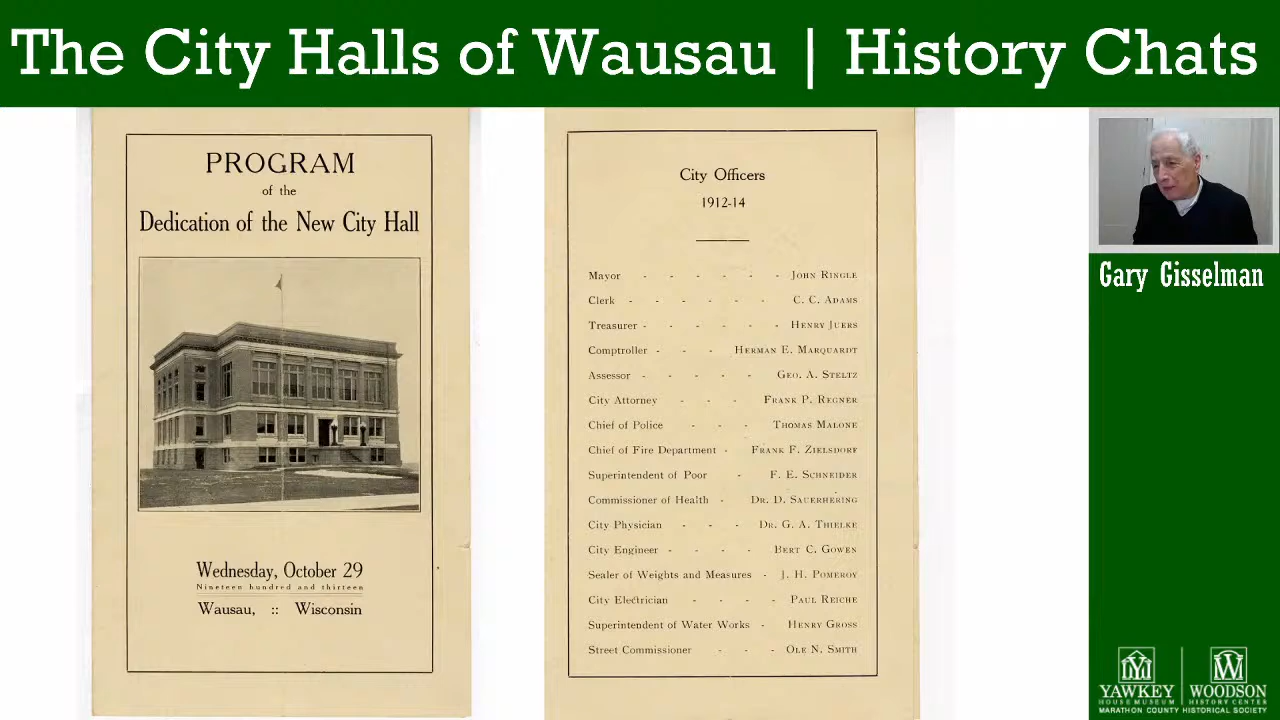 The City Halls of Wausau | History Chats
PROGRAM
of the
Dedication of the New City Hall
Wednesday, October 29
Nineteen hundred and thirteen
Wausau, :: Wisconsin
City Officers
1912-14
Mayor - - - - - - John Ringle
Clerk - - - - - - C. C. Adams
Treasurer - - - - - - Henry Juers
Comptroller - - - Herman E. Marquardt
Assessor - - - - - Geo. A. Steltz
City Attorney - - - Frank P. Regner
Chief of Police - - - Thomas Malone
Chief of Fire Department - Frank F. Zielsdorf
Superintendent of Poor - F. E. Schneider
Commissioner of Health - Dr. D. Sauerhering
City Physician - - - Dr. G. A. Thielke
City Engineer - - - - Bert C. Gowen
Sealer of Weights and Measures - J. H. Pomeroy
City Electrician - - - - Paul Reiche
Superintendent of Water Works - Henry Gross
Street Commissioner - - - Ole N. Smith
Gary Gisselman
YAWKEY
HOUSE MUSEUM
WOODSON
HISTORY CENTER
MARATHON COUNTY HISTORICAL SOCIETY